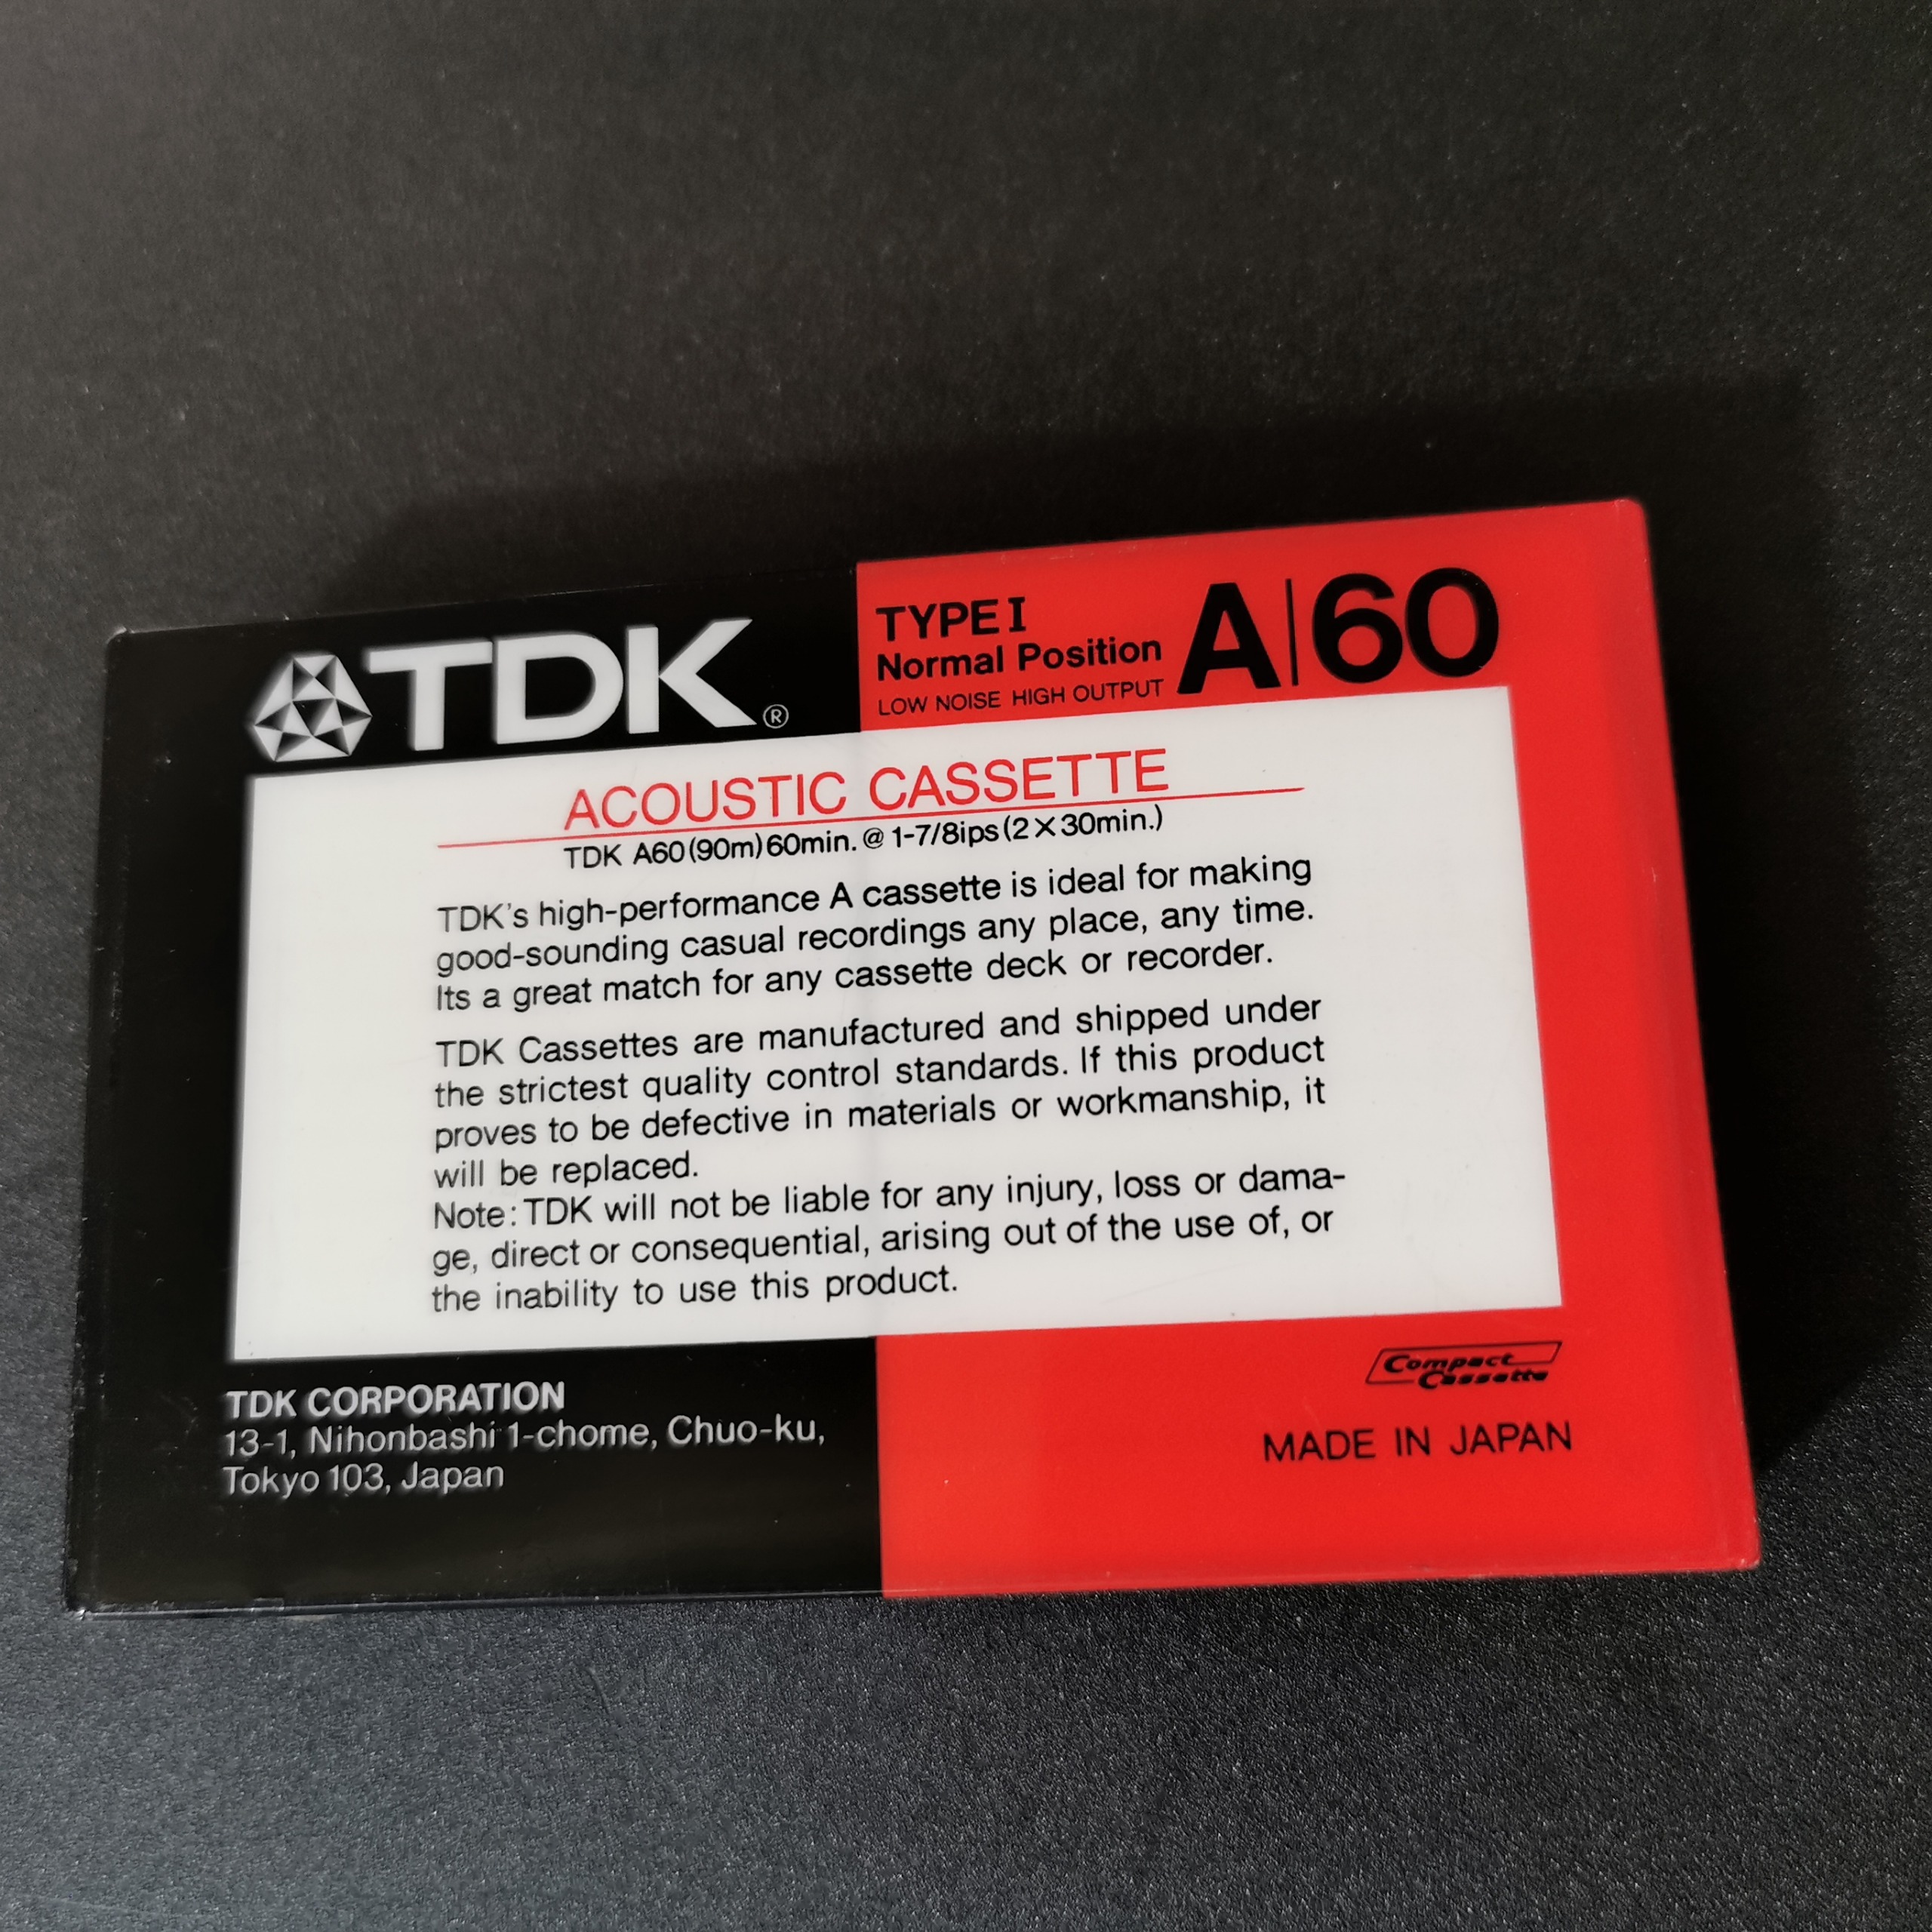 TDK®
TYPE I
Normal Position
LOW NOISE HIGH OUTPUT
A|60
ACOUSTIC CASSETTE
TDK A60(90m)60min.@1-7/8ips(2×30min.)
TDK's high-performance A cassette is ideal for making
good-sounding casual recordings any place, any time.
Its a great match for any cassette deck or recorder.
TDK Cassettes are manufactured and shipped under
the strictest quality control standards. If this product
proves to be defective in materials or workmanship, it
will be replaced.
Note: TDK will not be liable for any injury, loss or dama-
ge, direct or consequential, arising out of the use of, or
the inability to use this product.
TDK CORPORATION
13-1, Nihonbashi 1-chome, Chuo-ku,
Tokyo 103, Japan
Compact
Cassette
MADE IN JAPAN